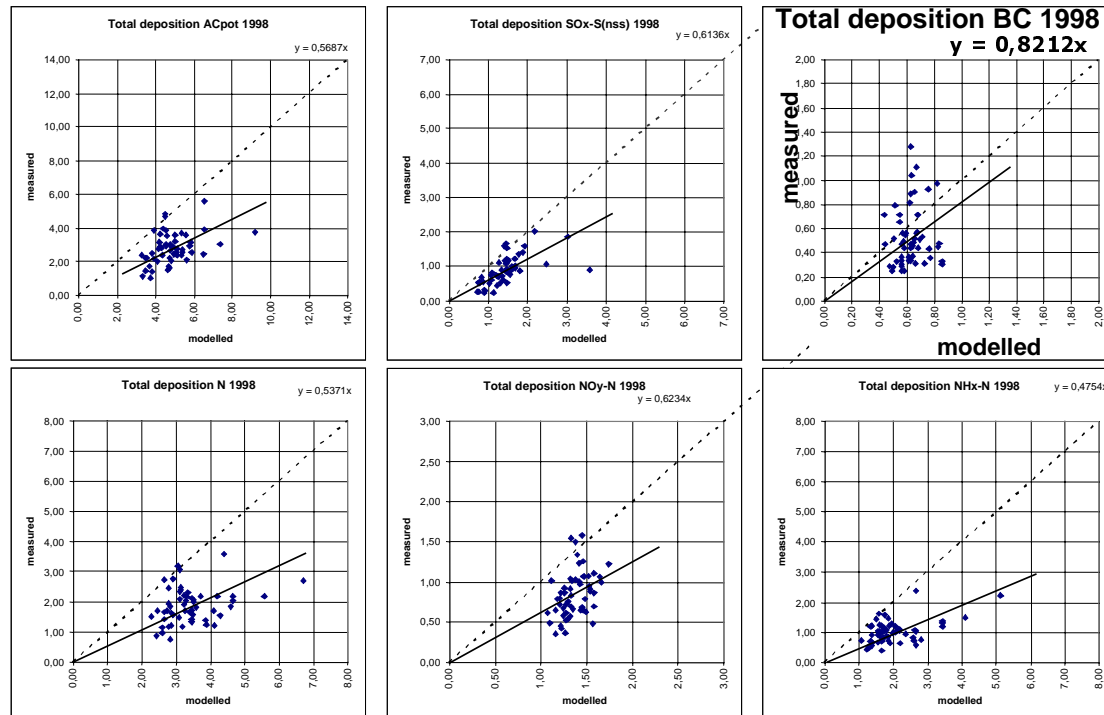 Total deposition ACpot 1998
y = 0,5687x
14,00
12,00
10,00
8,00
6,00
4,00
2,00
0,00
measured
0,00 2,00 4,00 6,00 8,00 10,00 12,00 14,00
modelled
Total deposition SOx-S(nss) 1998
y = 0,6136x
7,00
6,00
5,00
4,00
3,00
2,00
1,00
0,00
measured
0,00 1,00 2,00 3,00 4,00 5,00 6,00 7,00
modelled
Total deposition BC 1998
y = 0,8212x
2,00
1,80
1,60
,40
,20
,00
,80
0,60
0,40
0,20
0,00
measured
0,00 0,20 0,40 0,60 0,80 1,00 1,20 1,40 1,60 1,80 2,00
modelled
Total deposition N 1998
y = 0,5371x
8,00
7,00
6,00
5,00
4,00
3,00
2,00
1,00
0,00
measured
0,00 1,00 2,00 3,00 4,00 5,00 6,00 7,00 8,00
modelled
Total deposition NOy-N 1998
y = 0,6234x
3,00
2,50
2,00
1,50
1,00
0,50
0,00
measured
0,00 0,50 1,00 1,50 2,00 2,50 3,00
modelled
Total deposition NHx-N 1998
y = 0,4754x
8,00
7,00
6,00
5,00
4,00
3,00
2,00
1,00
0,00
measured
0,00 1,00 2,00 3,00 4,00 5,00 6,00 7,00 8,00
modelled